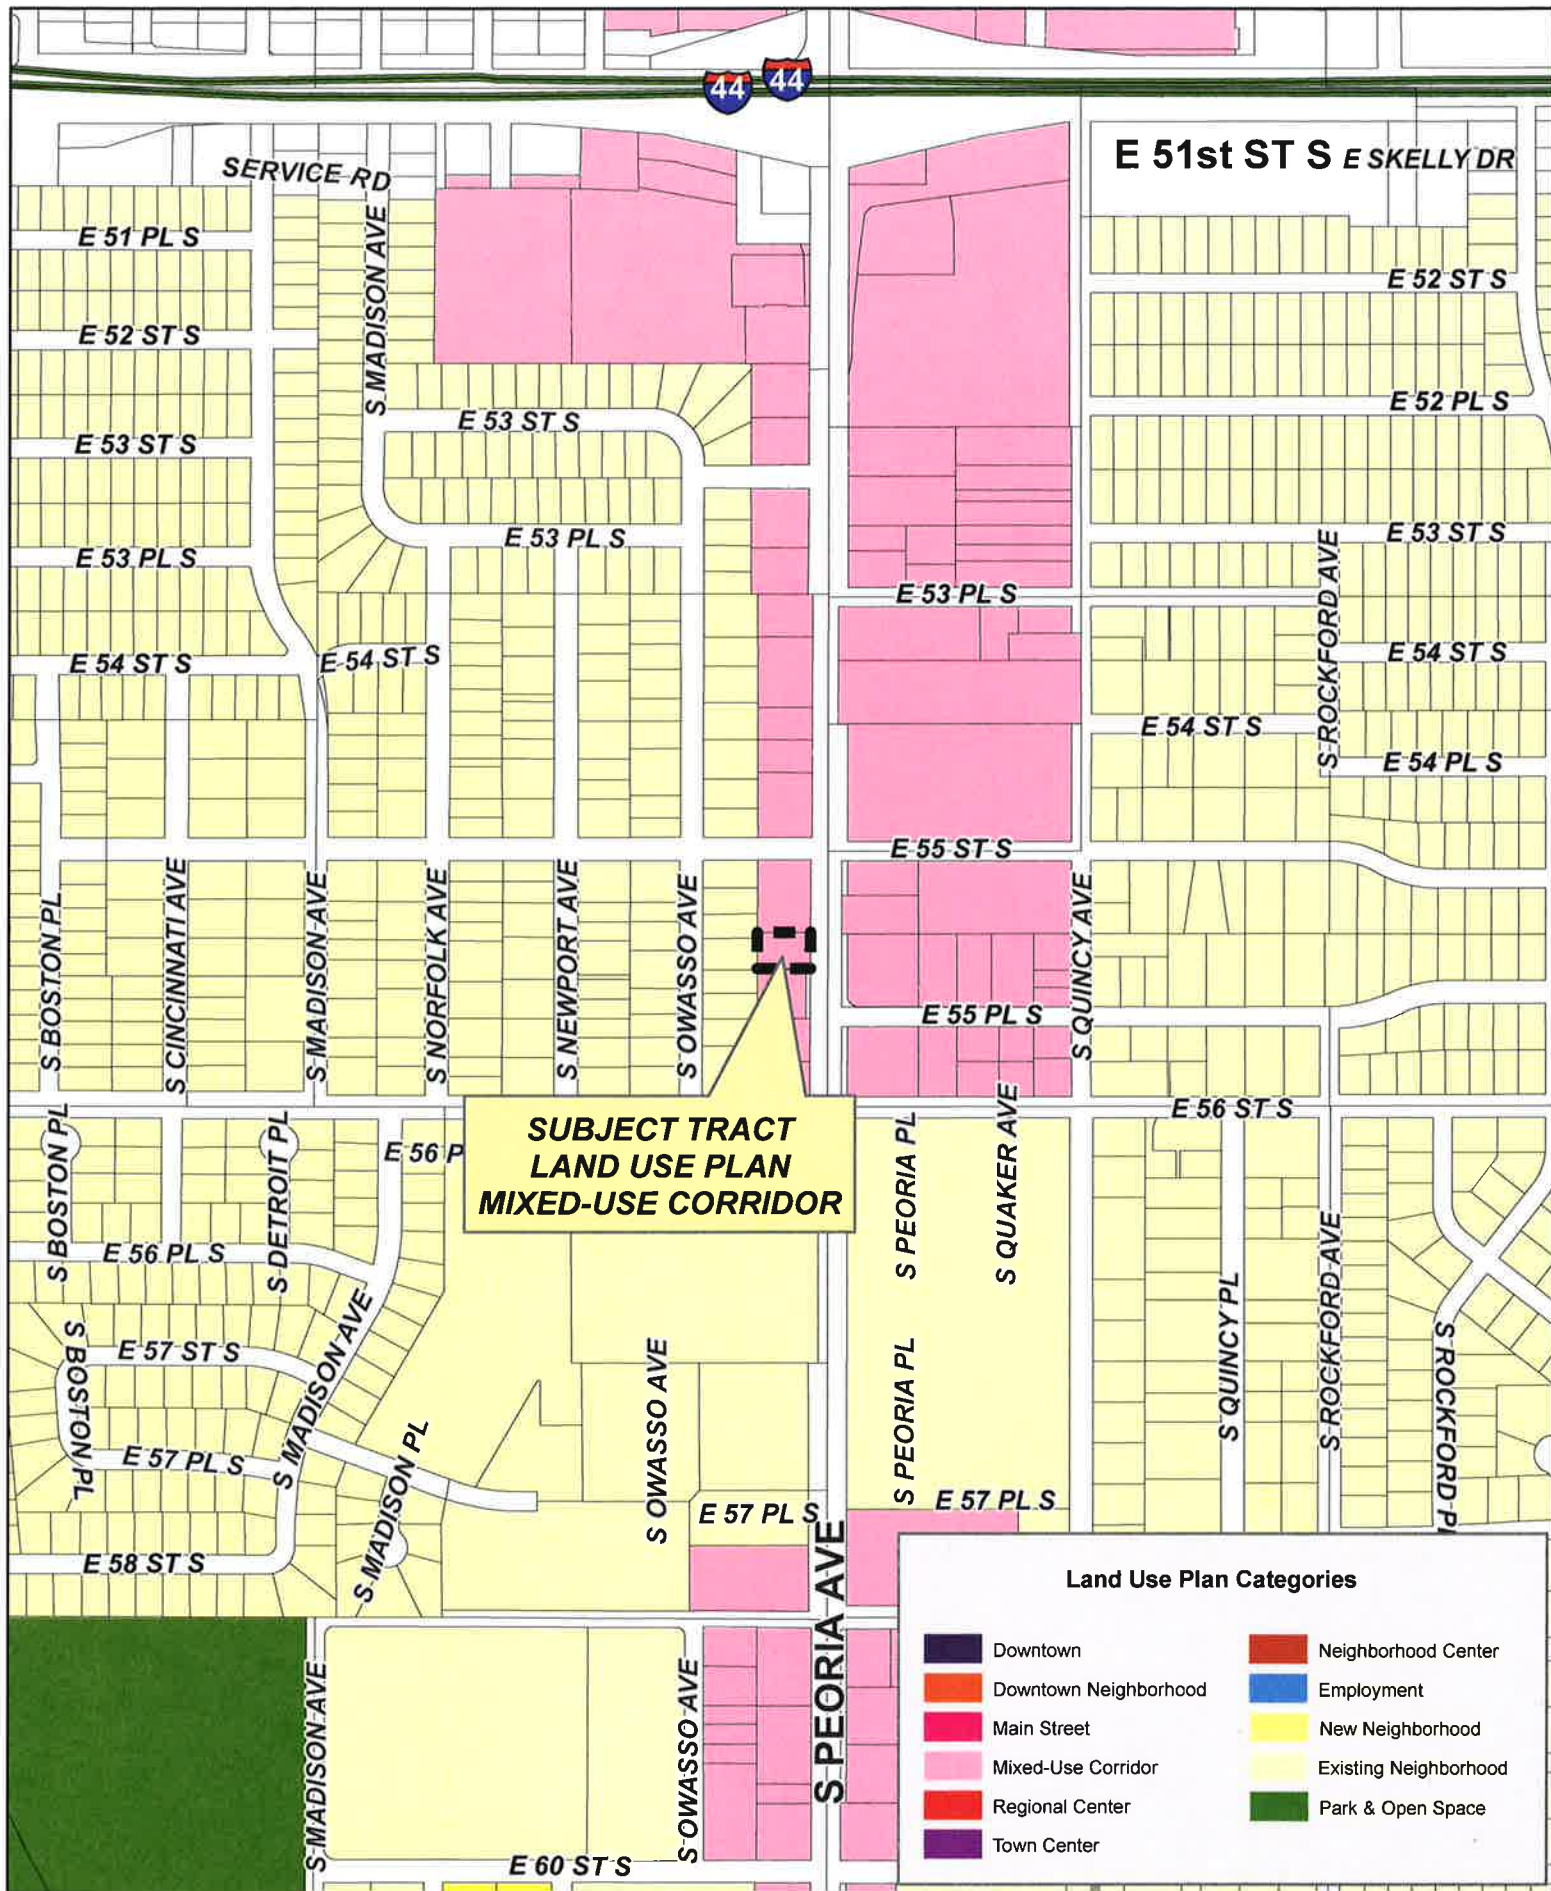 44
44
E 51st ST S
E SKELLY DR
SERVICE RD
E 51 PL S
S MADISON AVE
E 52 ST S
E 52 ST S
E 52 PL S
E 53 ST S
E 53 ST S
E 53 PL S
E 53 ST S
E 53 PL S
E 53 PL S
S ROCKFORD AVE
E 54 ST S
E 54 ST S
E 54 ST S
E 54 ST S
E 54 PL S
E 55 ST S
S BOSTON PL
S CINCINNATI AVE
S MADISON AVE
S NORFOLK AVE
S NEWPORT AVE
S OWASSO AVE
S QUINCY AVE
E 55 PL S
SUBJECT TRACT
LAND USE PLAN
MIXED-USE CORRIDOR
E 56 ST S
S BOSTON PL
S DETROIT PL
E 56 P
S PEORIA PL
S QUAKER AVE
E 56 PL S
S MADISON AVE
S BOSTON PL
E 57 ST S
E 57 PL S
S MADISON PL
S OWASSO AVE
S PEORIA PL
S QUINCY PL
S ROCKFORD AVE
S ROCKFORD PL
E 57 PL S
E 57 PL S
E 58 ST S
S PEORIA AVE
S MADISON AVE
S OWASSO AVE
E 60 ST S
Land Use Plan Categories
Downtown
Downtown Neighborhood
Main Street
Mixed-Use Corridor
Regional Center
Town Center
Neighborhood Center
Employment
New Neighborhood
Existing Neighborhood
Park & Open Space